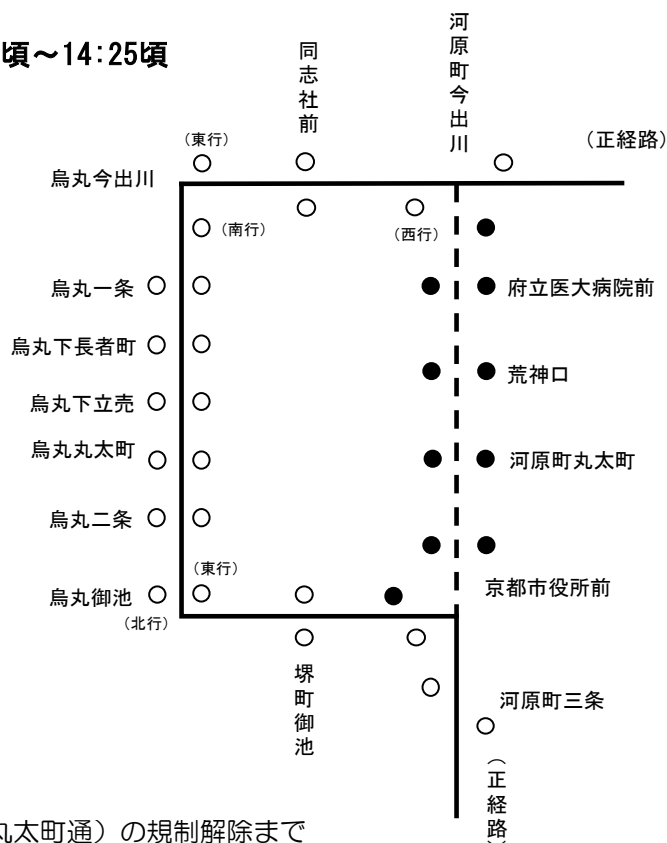 頃～14:25頃
同志社前
河原町今出川
（正経路）
（東行）
烏丸今出川
（南行）
（西行）
烏丸一条
府立医大病院前
烏丸下長者町
荒神口
烏丸下立売
烏丸丸太町
河原町丸太町
烏丸二条
（東行）
烏丸御池
京都市役所前
（北行）
堺町御池
河原町三条
（正経路）
丸太町通）の規制解除まで